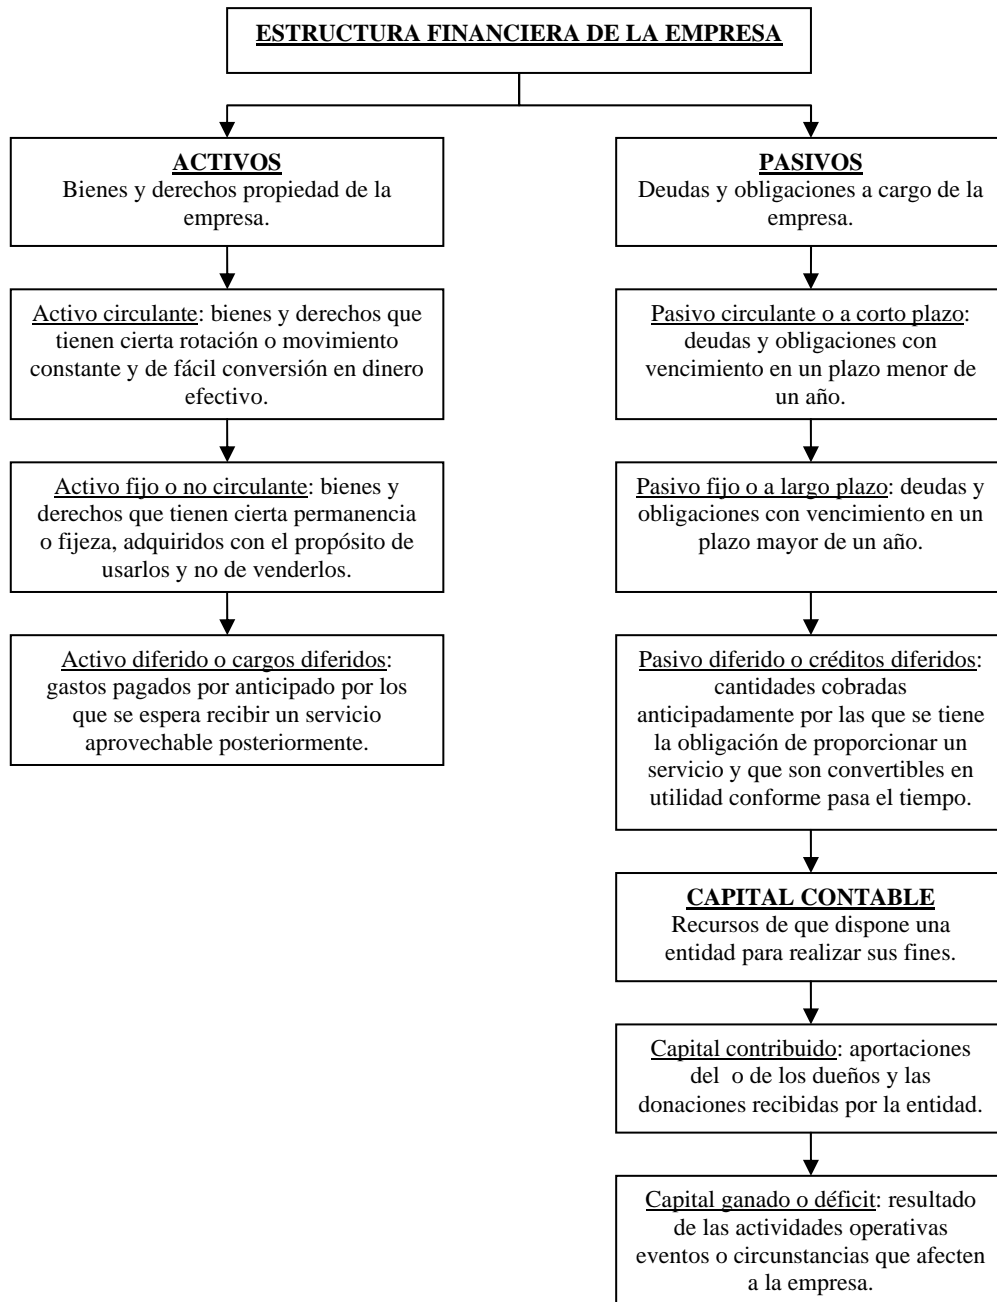 ESTRUCTURA FINANCIERA DE LA EMPRESA
ACTIVOS
Bienes y derechos propiedad de la
empresa.
Activo circulante: bienes y derechos que
tienen cierta rotación o movimiento
constante y de fácil conversión en dinero
efectivo.
Activo fijo o no circulante: bienes y
derechos que tienen cierta permanencia
o fijeza, adquiridos con el propósito de
usarlos y no de venderlos.
Activo diferido o cargos diferidos:
gastos pagados por anticipado por los
que se espera recibir un servicio
aprovechable posteriormente.
PASIVOS
Deudas y obligaciones a cargo de la
empresa.
Pasivo circulante o a corto plazo:
deudas y obligaciones con
vencimiento en un plazo menor de
un año.
Pasivo fijo o a largo plazo: deudas y
obligaciones con vencimiento en un
plazo mayor de un año.
Pasivo diferido o créditos diferidos:
cantidades cobradas
anticipadamente por las que se tiene
la obligación de proporcionar un
servicio y que son convertibles en
utilidad conforme pasa el tiempo.
CAPITAL CONTABLE
Recursos de que dispone una
entidad para realizar sus fines.
Capital contribuido: aportaciones
del  o de los dueños y las
donaciones recibidas por la entidad.
Capital ganado o déficit: resultado
de las actividades operativas
eventos o circunstancias que afecten
a la empresa.